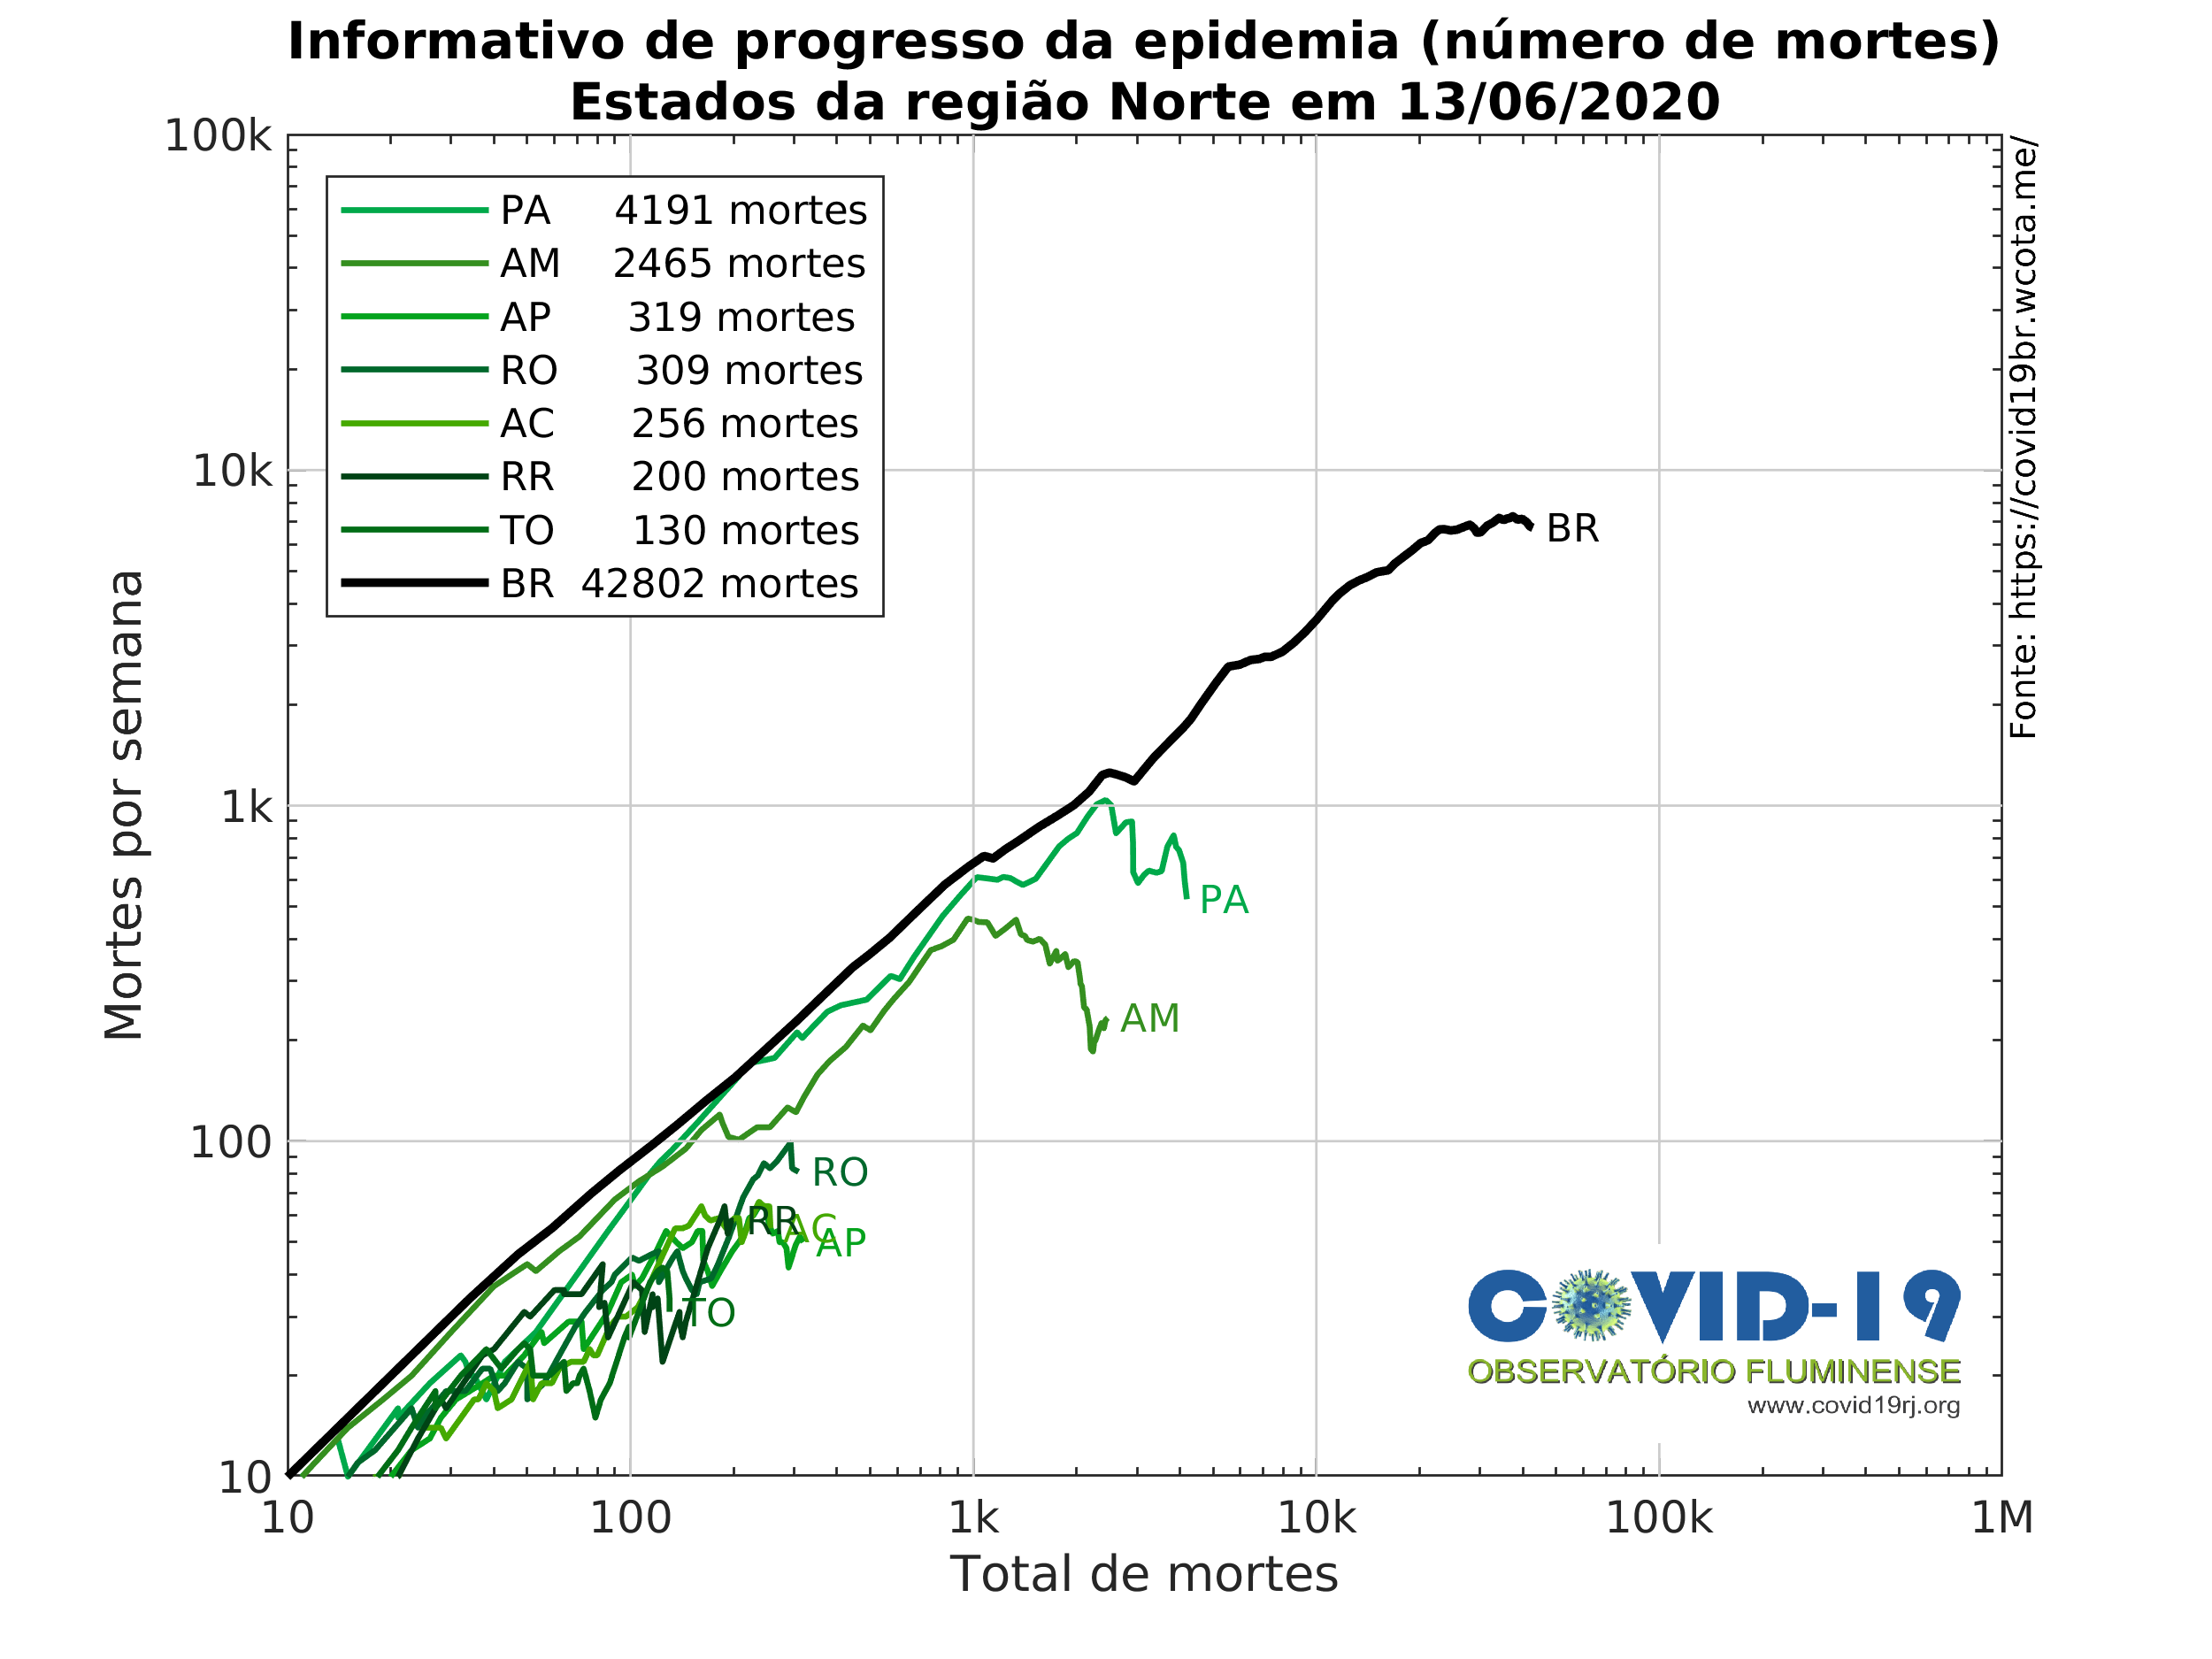 Informativo de progresso da epidemia (número de mortes)
Estados da região Norte em 13/06/2020
100k
10k
1k
100
10
Mortes por semana
PA 4191 mortes
AM 2465 mortes
AP 319 mortes
RO 309 mortes
AC 256 mortes
RR 200 mortes
TO 130 mortes
BR 42802 mortes
BR
PA
AM
RO
RR
AC
AP
TO
Fonte: https://covid19br.wcota.me/
COVID-19
OBSERVATÓRIO FLUMINENSE
www.covid19rj.org
10 100 1k 10k 100k 1M
Total de mortes